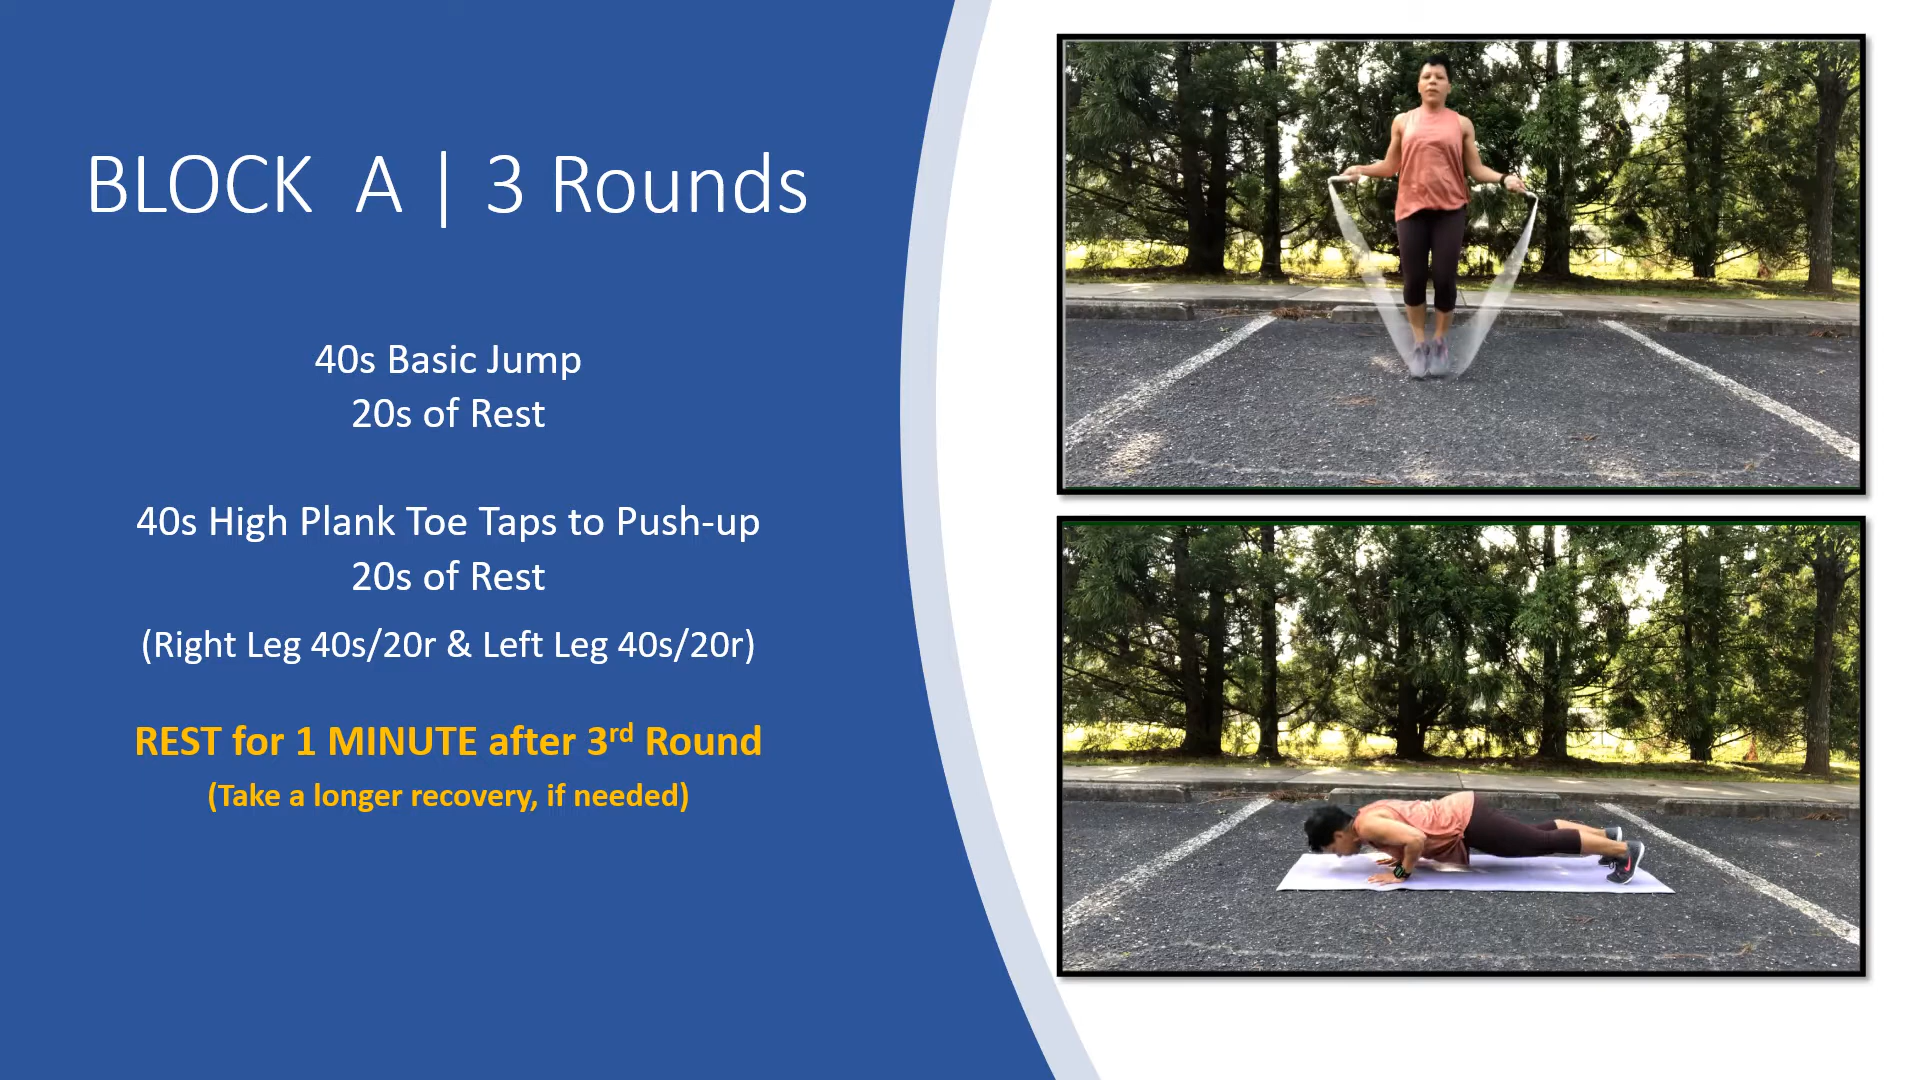 BLOCK A | 3 Rounds
40s Basic Jump
20s of Rest
40s High Plank Toe Taps to Push-up
20s of Rest
(Right Leg 40s/20r & Left Leg 40s/20r)
REST for 1 MINUTE after 3rd Round
(Take a longer recovery, if needed)